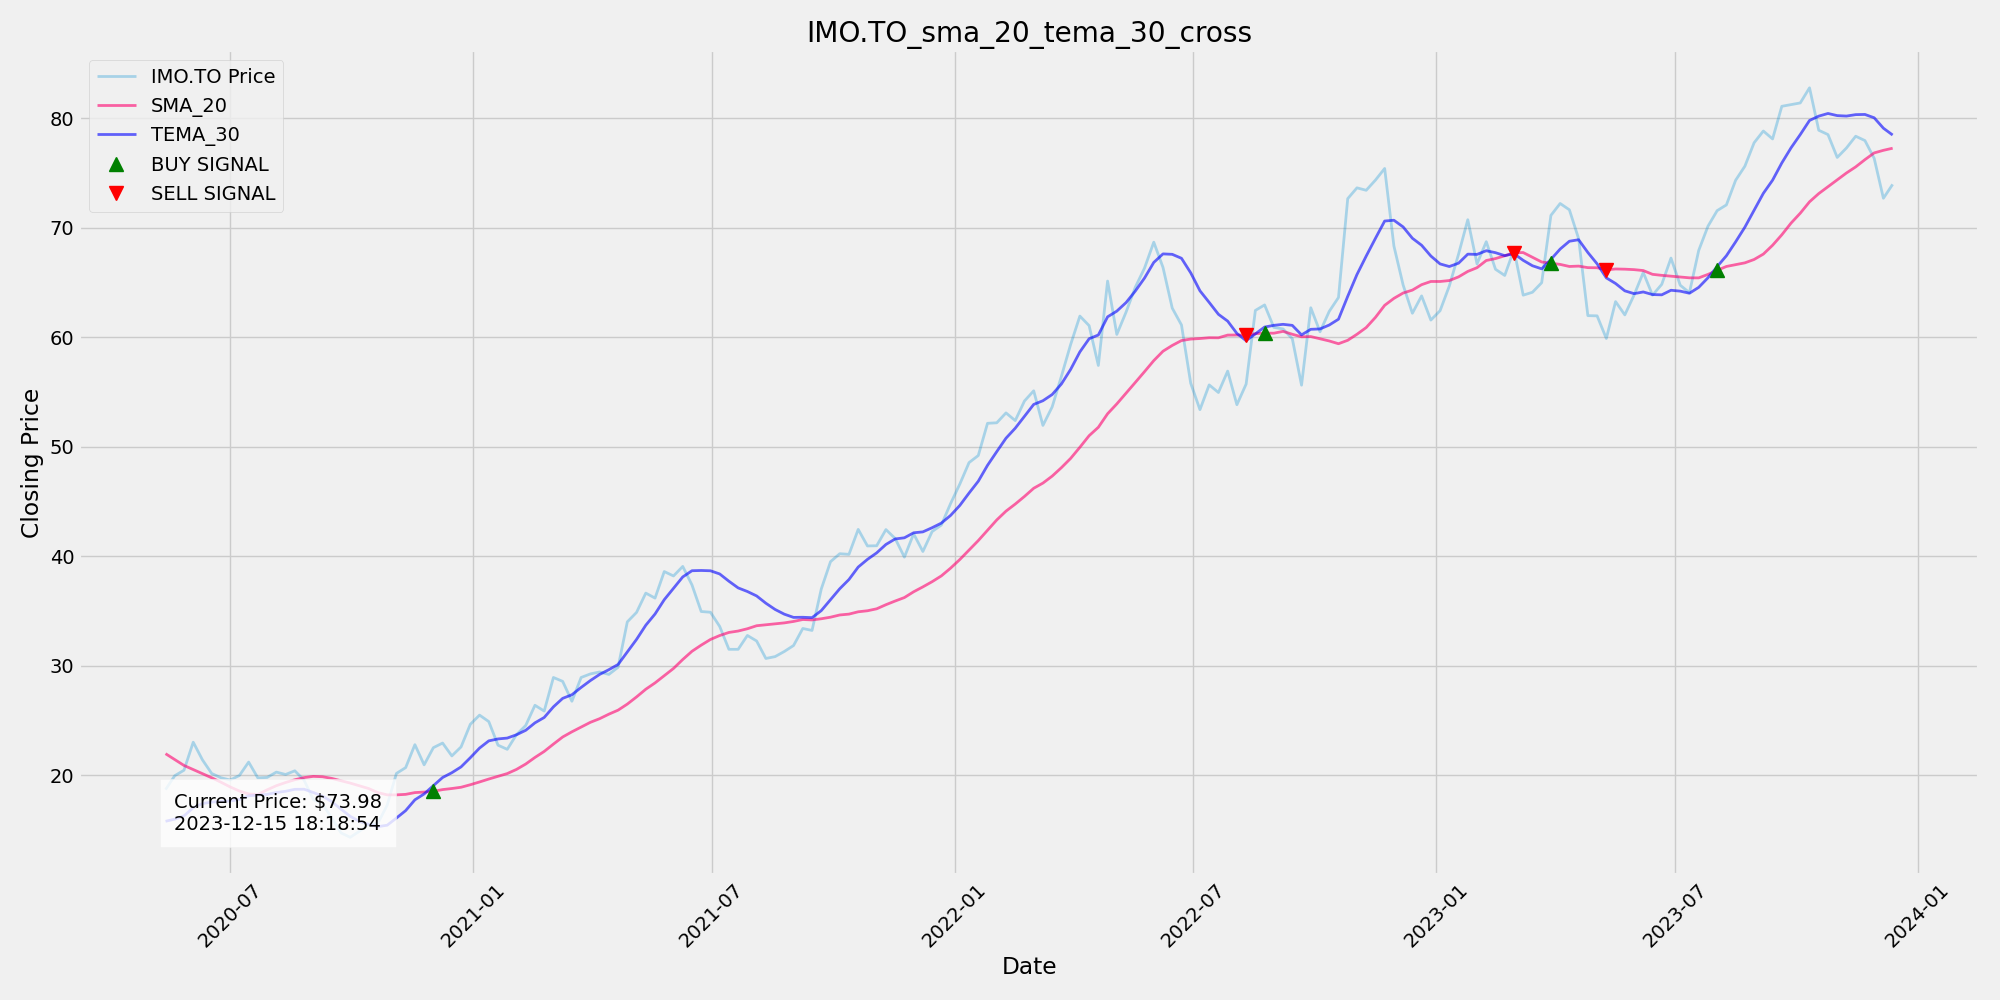 IMO.TO_sma_20_tema_30_cross
IMO.TO Price
SMA_20
TEMA_30
BUY SIGNAL
SELL SIGNAL
80
70
60
50
40
30
20
Closing Price
Current Price: $73.98
2023-12-15 18:18:54
2020-07
2021-01
2021-07
2022-01
2022-07
2023-01
2023-07
2024-01
Date